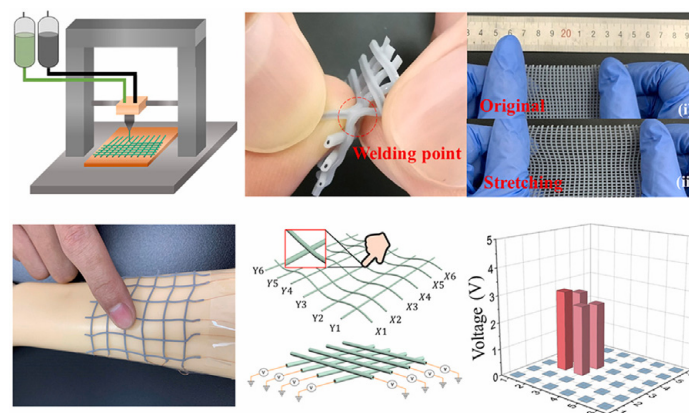 20
Original
(i
Welding point
Stretching
(ii
Y6
Y5
Y4
Y3
Y2
Y1
X6
X5
X4
X3
X2
X1
Voltage (V)
5
4
3
2
1
0